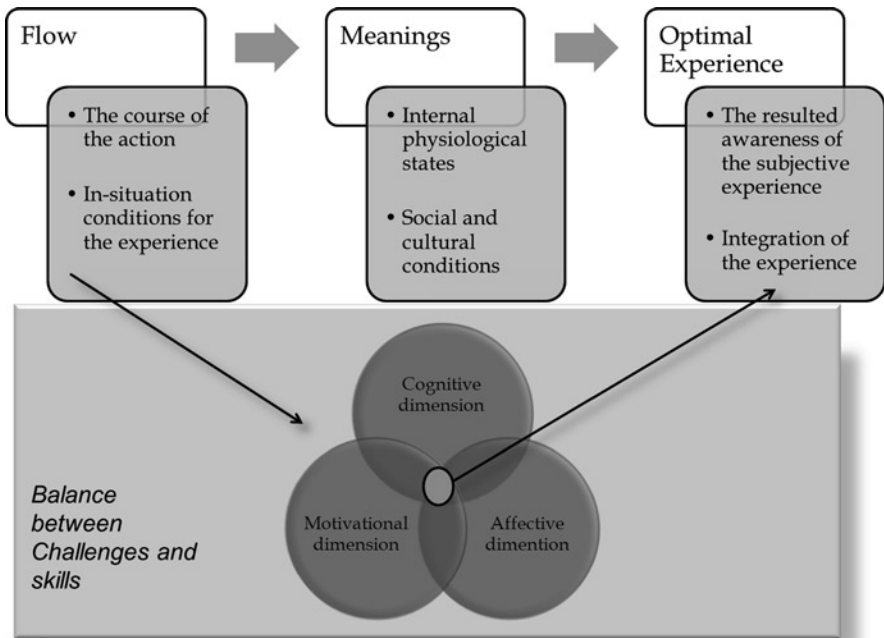 Flow
Meanings
Optimal
Experience
• The course of
the action
• In-situation
conditions for
the experience
• Internal
physiological
states
• Social and
cultural
conditions
• The resulted
awareness of
the subjective
experience
• Integration of
the experience
Cognitive
dimension
Motivational
dimension
Affective
dimention
Balance
between
Challenges and
skills